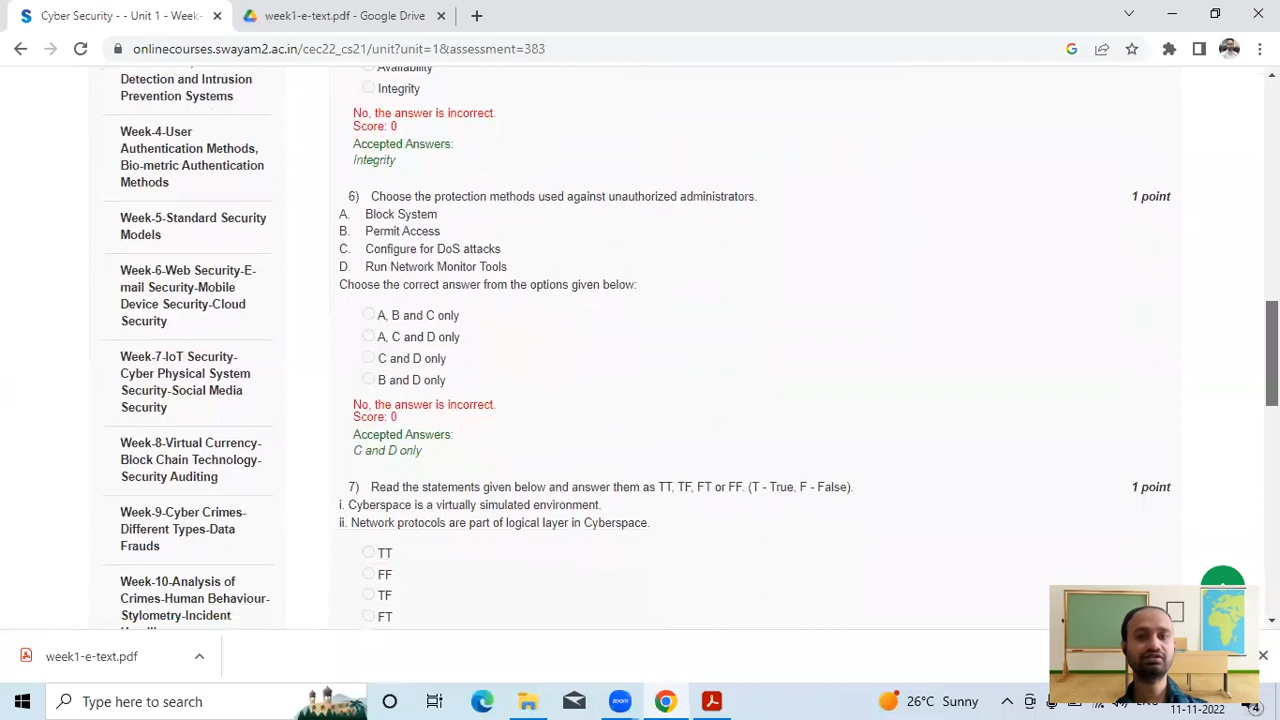 Cyber Security - - Unit 1 - Week-
week1-e-text.pdf - Google Drive
onlinecourses.swayam2.ac.in/cec22_cs21/unit?unit=1&assessment=383
Detection and Intrusion
Prevention Systems
Week-4-User
Authentication Methods,
Bio-metric Authentication
Methods
Week-5-Standard Security
Models
Week-6-Web Security-E-
mail Security-Mobile
Device Security-Cloud
Security
Week-7-IoT Security-
Cyber Physical System
Security-Social Media
Security
Week-8-Virtual Currency-
Block Chain Technology-
Security Auditing
Week-9-Cyber Crimes-
Different Types-Data
Frauds
Week-10-Analysis of
Crimes-Human Behaviour-
Stylometry-Incident
Availability
Integrity
No, the answer is incorrect.
Score: 0
Accepted Answers:
Integrity
6) Choose the protection methods used against unauthorized administrators. 1 point
A. Block System
B. Permit Access
C. Configure for DoS attacks
D. Run Network Monitor Tools
Choose the correct answer from the options given below:
A, B and C only
A, C and D only
C and D only
B and D only
No, the answer is incorrect.
Score: 0
Accepted Answers:
C and D only
7) Read the statements given below and answer them as TT, TF, FT or FF. (T - True, F - False). 1 point
i. Cyberspace is a virtually simulated environment.
ii. Network protocols are part of logical layer in Cyberspace.
TT
FF
TF
FT
week1-e-text.pdf
Type here to search
zoom
26°C Sunny
11-11-2022